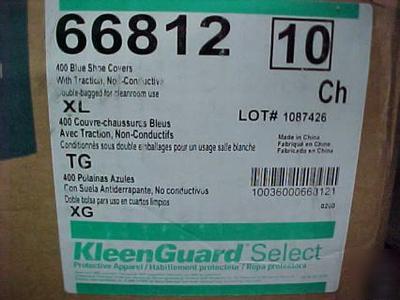 66812 10
400 Blue Shoe Covers
With Traction, Non-Conductive
Double-bagged for cleanroom use
Ch
XL
LOT# 1087426
400 Couvre-chaussures Bleus
Avec Traction, Non-Conductifs
Conditionnés sous double emballages pour un usage salle blanche
Made in China
Fabriqué en China
Fabricado en China
TG
400 Polainas Azules
Con Suela Antiderrapante, No conductivos
Doble bolsa para uso en cuartos limpios
XG
KleenGuard Select
Protective Apparel / Habillement protecteur / Ropa protectora